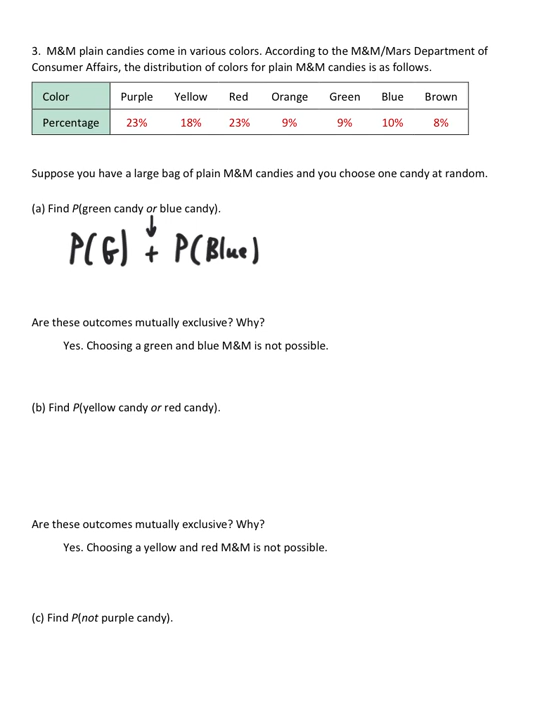 3. M&M plain candies come in various colors. According to the M&M/Mars Department of
Consumer Affairs, the distribution of colors for plain M&M candies is as follows.
Color Purple Yellow Red Orange Green Blue Brown
Percentage 23% 18% 23% 9% 9% 10% 8%
Suppose you have a large bag of plain M&M candies and you choose one candy at random.
(a) Find P(green candy or blue candy).
P(G) + P(Blue)
Are these outcomes mutually exclusive? Why?
Yes. Choosing a green and blue M&M is not possible.
(b) Find P(yellow candy or red candy).
Are these outcomes mutually exclusive? Why?
Yes. Choosing a yellow and red M&M is not possible.
(c) Find P(not purple candy).